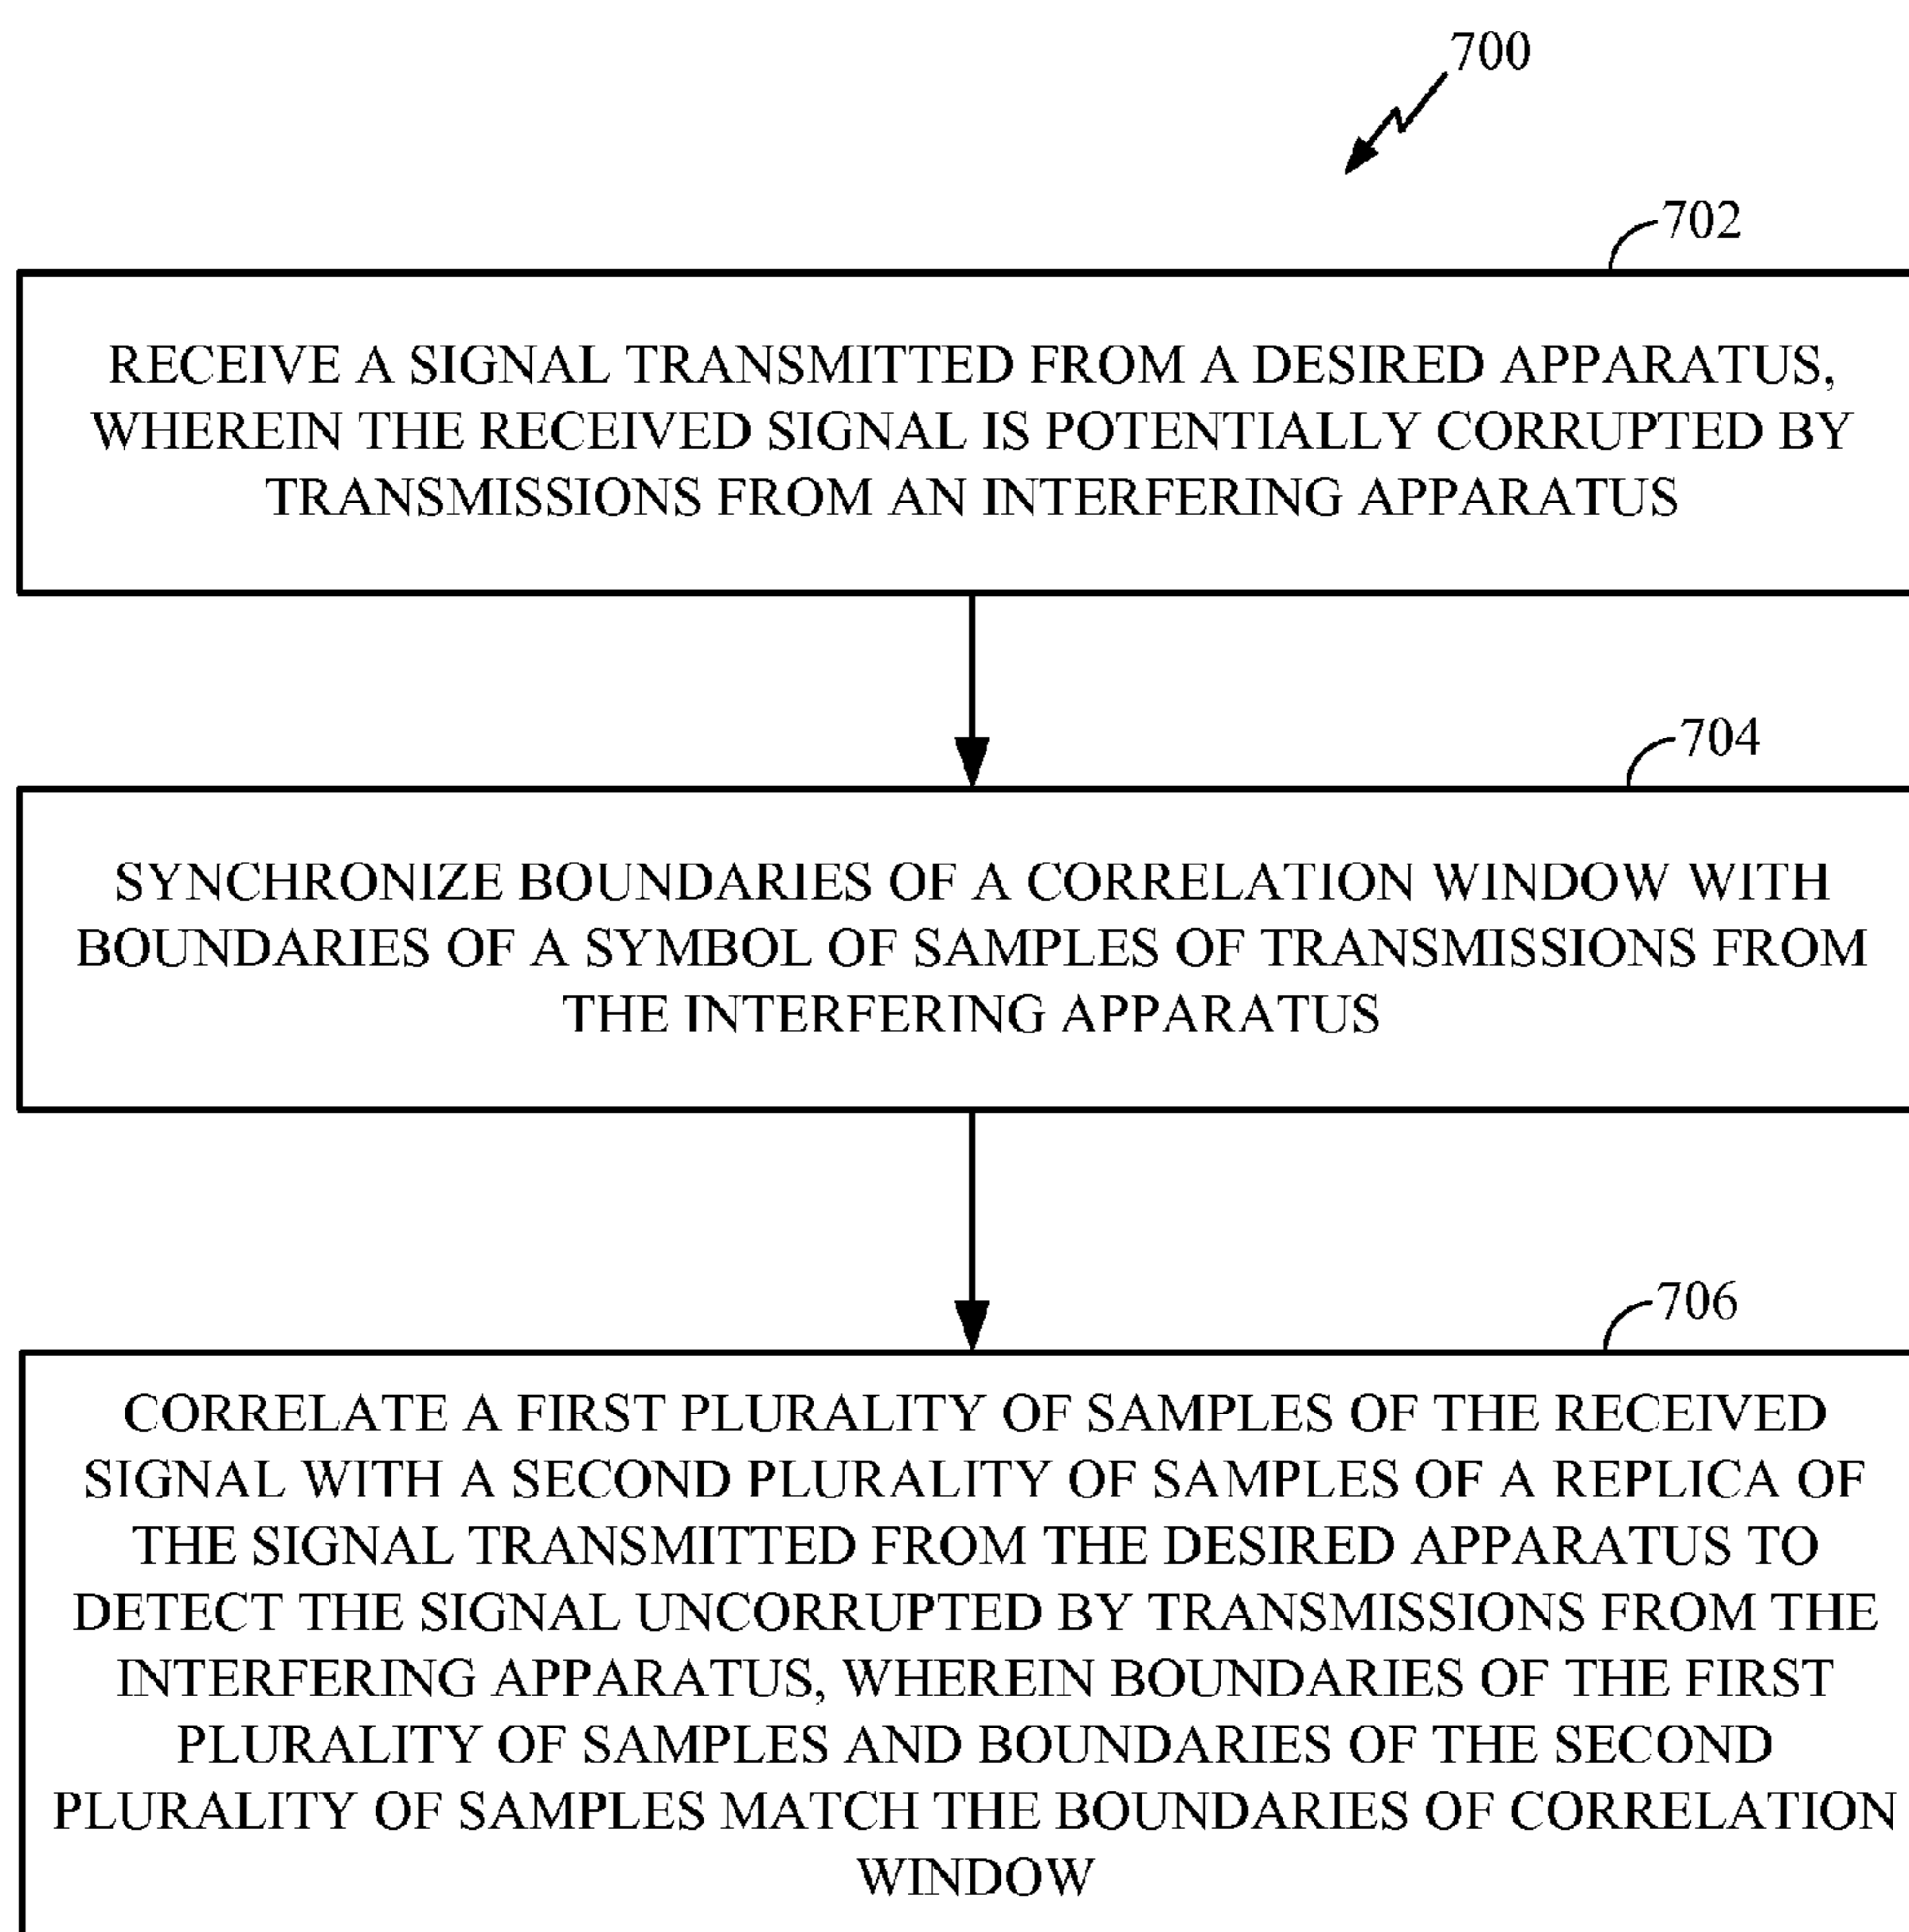 700
702
RECEIVE A SIGNAL TRANSMITTED FROM A DESIRED APPARATUS,
WHEREIN THE RECEIVED SIGNAL IS POTENTIALLY CORRUPTED BY
TRANSMISSIONS FROM AN INTERFERING APPARATUS
704
SYNCHRONIZE BOUNDARIES OF A CORRELATION WINDOW WITH
BOUNDARIES OF A SYMBOL OF SAMPLES OF TRANSMISSIONS FROM
THE INTERFERING APPARATUS
706
CORRELATE A FIRST PLURALITY OF SAMPLES OF THE RECEIVED
SIGNAL WITH A SECOND PLURALITY OF SAMPLES OF A REPLICA OF
THE SIGNAL TRANSMITTED FROM THE DESIRED APPARATUS TO
DETECT THE SIGNAL UNCORRUPTED BY TRANSMISSIONS FROM THE
INTERFERING APPARATUS, WHEREIN BOUNDARIES OF THE FIRST
PLURALITY OF SAMPLES AND BOUNDARIES OF THE SECOND
PLURALITY OF SAMPLES MATCH THE BOUNDARIES OF CORRELATION
WINDOW